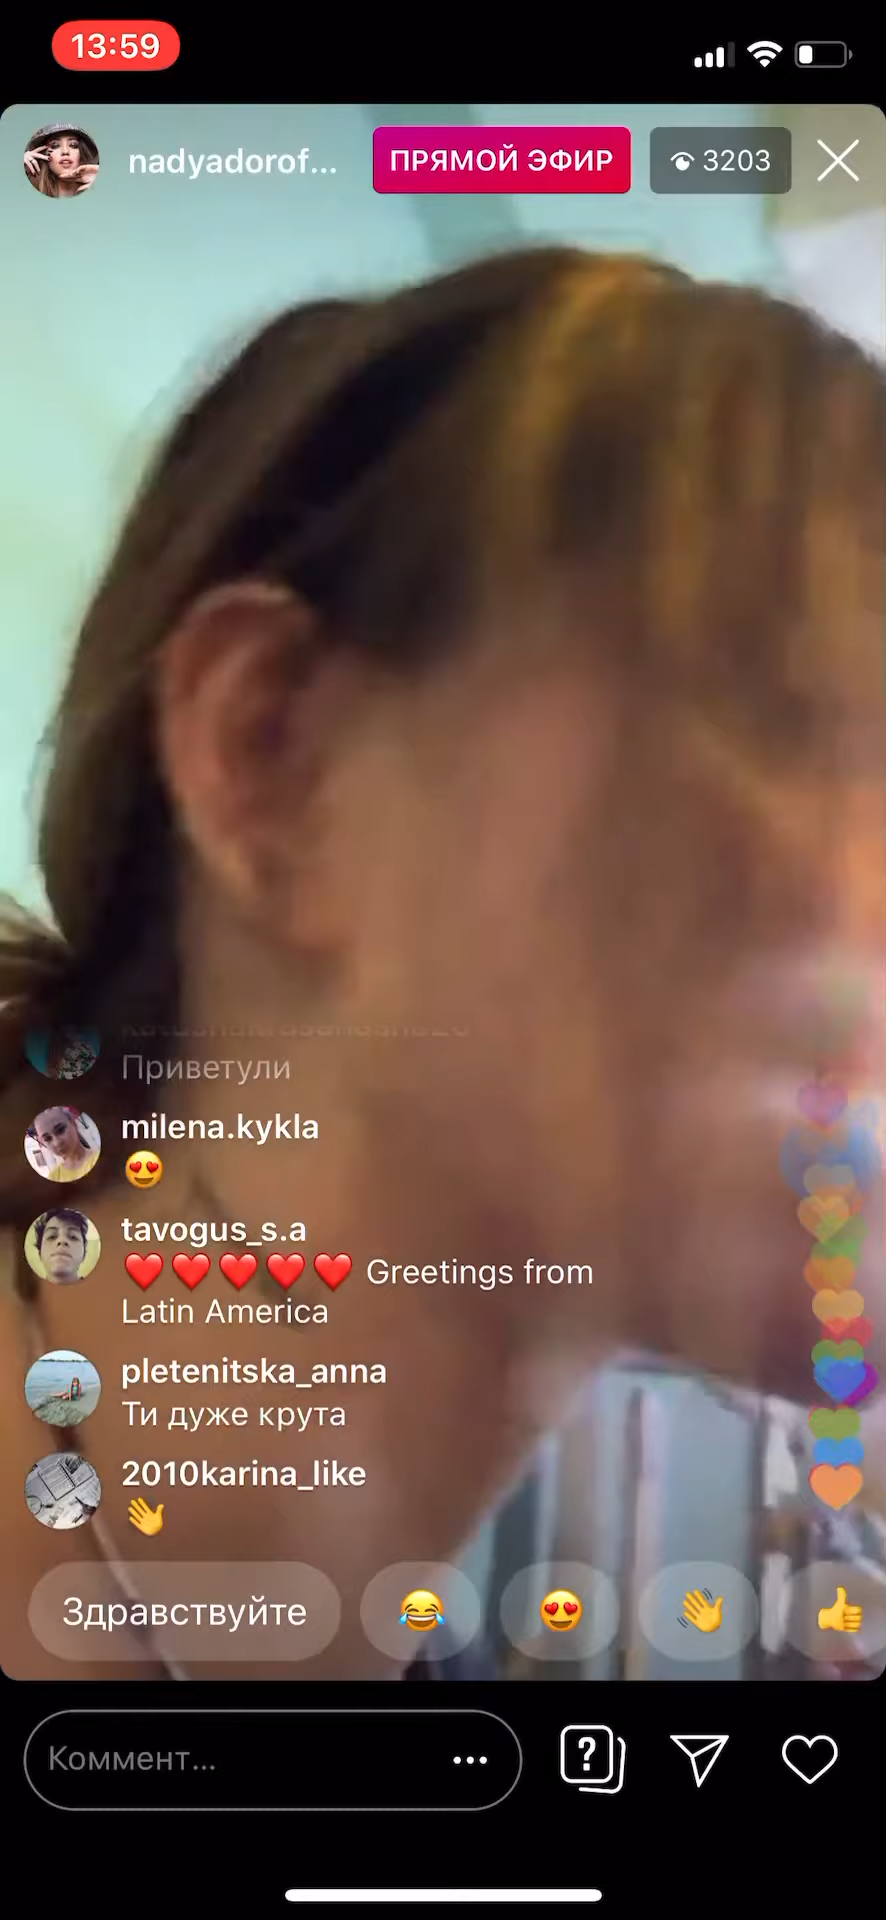 13:59
nadyadorof...
ПРЯМОЙ ЭФИР
3203
Приветули
milena.kykla
😍
tavogus_s.a
❤️❤️❤️❤️❤️ Greetings from
Latin America
pletenitska_anna
Ти дуже крута
2010karina_like
👋
Здравствуйте
😂 😍 👋 👍
Коммент...